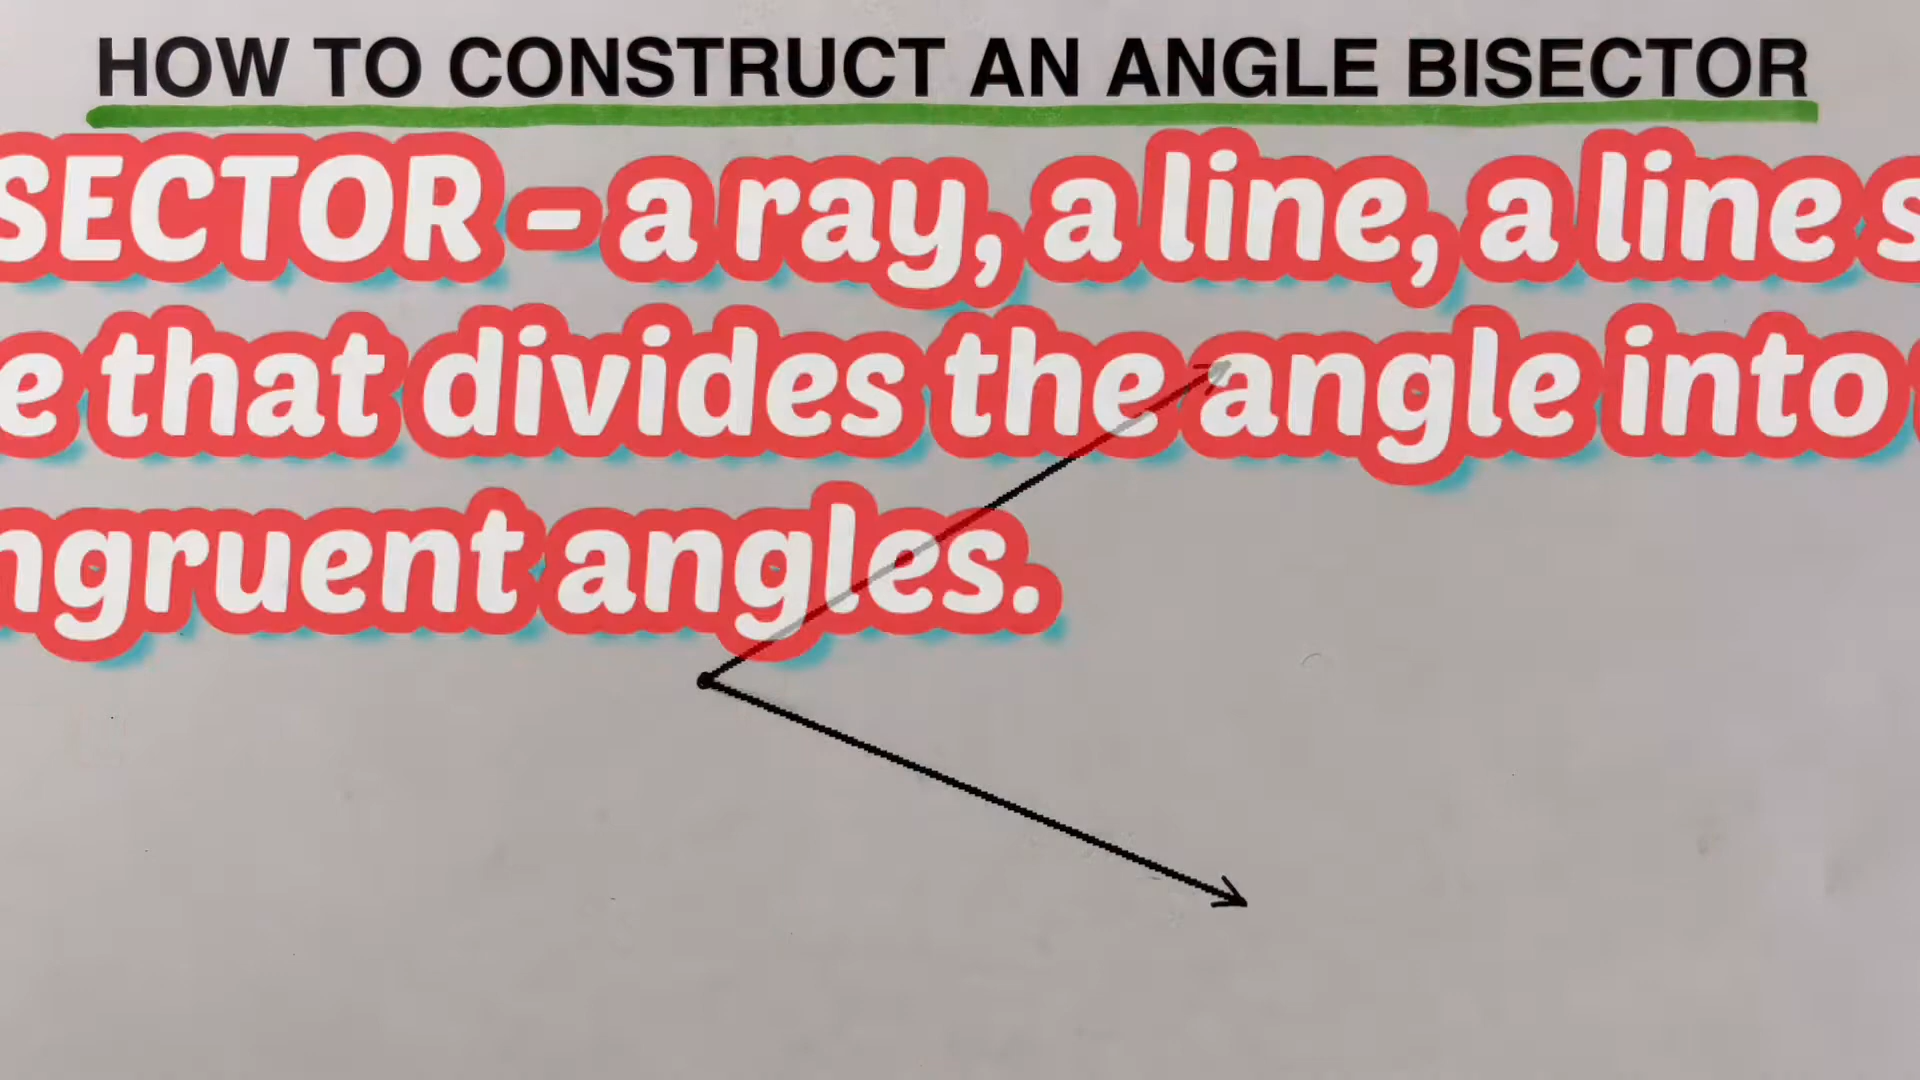 HOW TO CONSTRUCT AN ANGLE BISECTOR
SECTOR - a ray, a line, a line s
e that divides the angle into
ngruent angles.